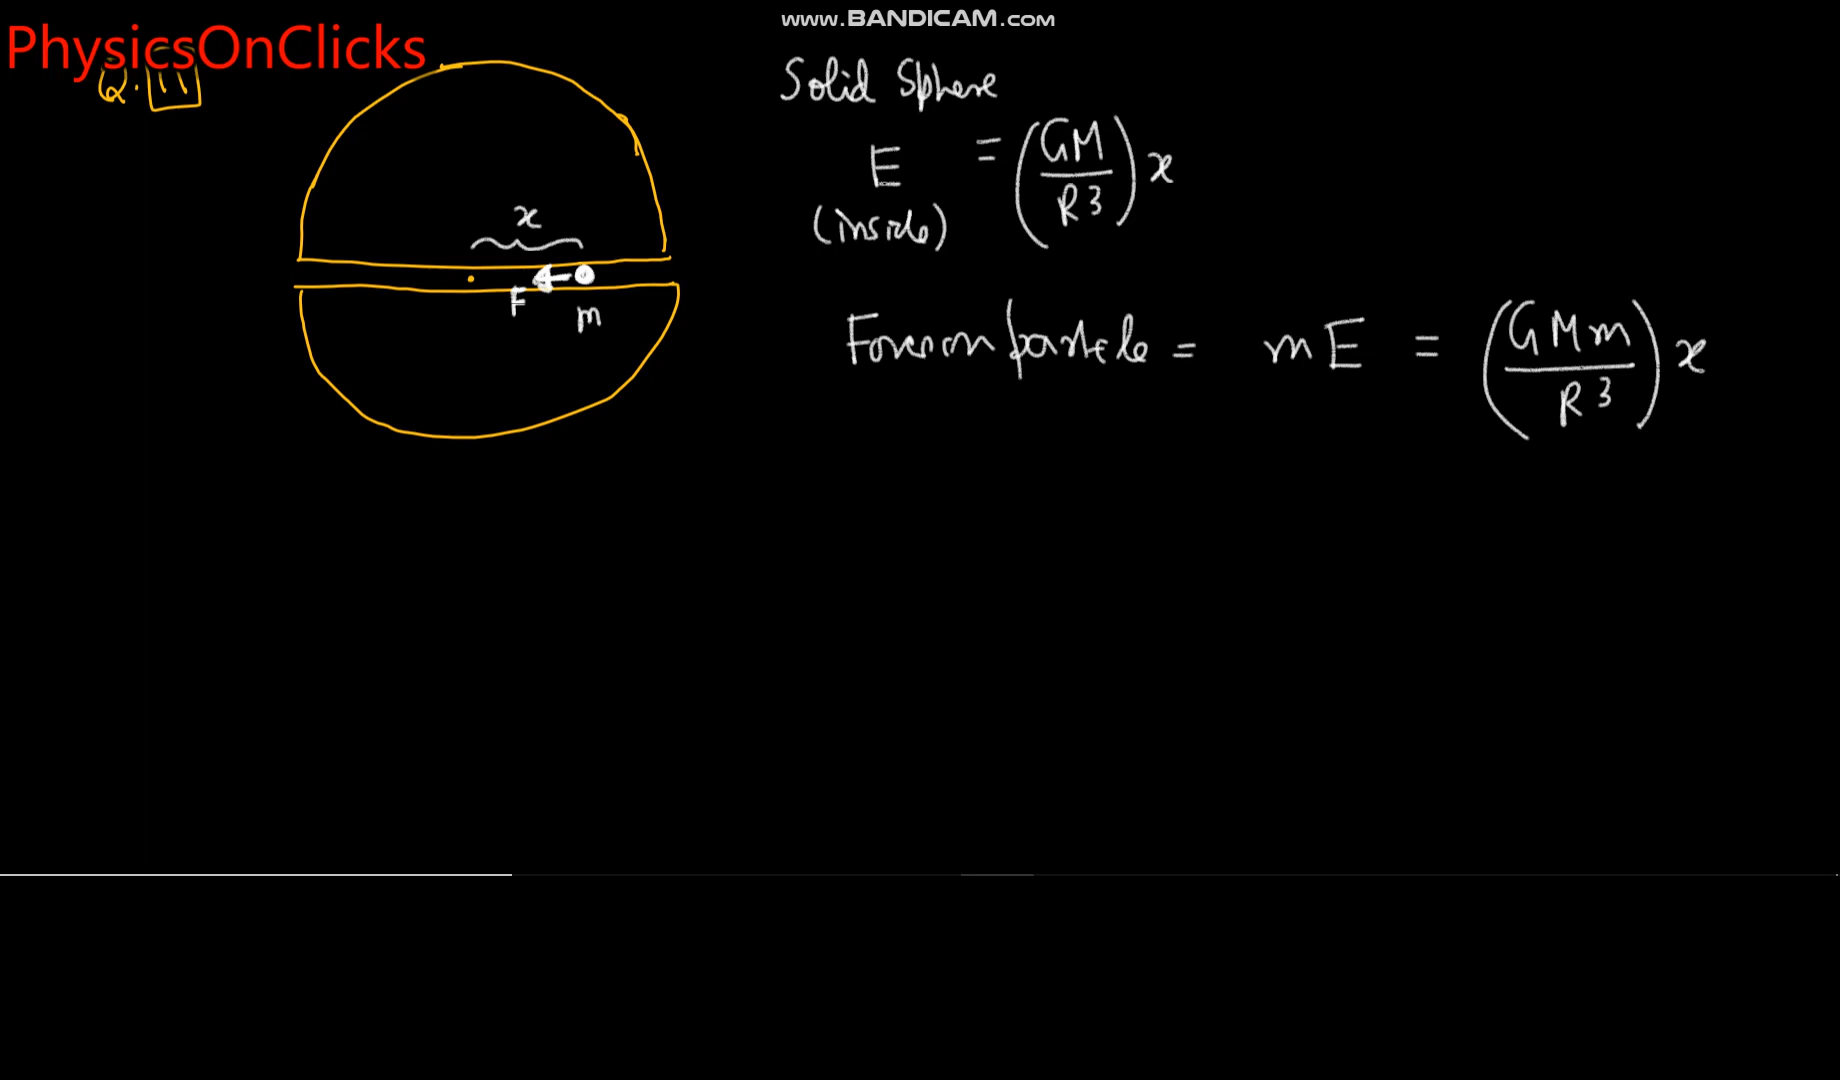 www.BANDICAM.com
PhysicsOnClicks
Q. 11
Solid Sphere
E = (GM/R³) x
(inside)
x
F
m
Force on particle = mE = (GMm/R³) x